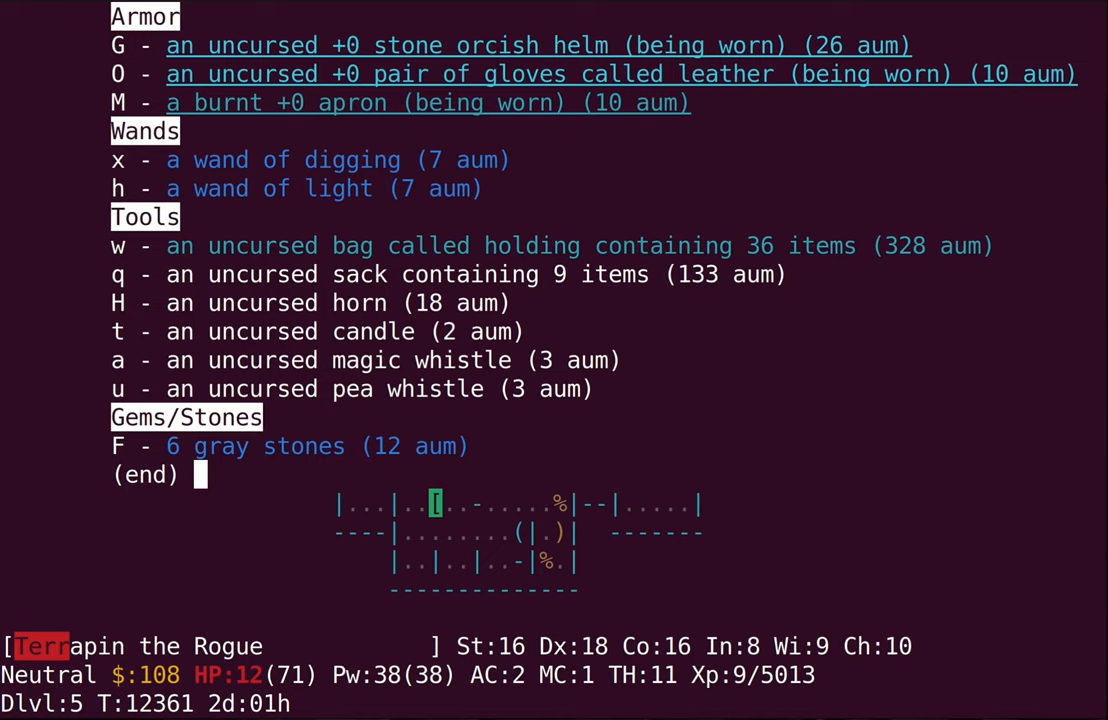 Armor
G - an uncursed +0 stone orcish helm (being worn) (26 aum)
O - an uncursed +0 pair of gloves called leather (being worn) (10 aum)
M - a burnt +0 apron (being worn) (10 aum)
Wands
x - a wand of digging (7 aum)
h - a wand of light (7 aum)
Tools
w - an uncursed bag called holding containing 36 items (328 aum)
q - an uncursed sack containing 9 items (133 aum)
H - an uncursed horn (18 aum)
t - an uncursed candle (2 aum)
a - an uncursed magic whistle (3 aum)
u - an uncursed pea whistle (3 aum)
Gems/Stones
F - 6 gray stones (12 aum)
(end)
|...|..[..-.....%|--|.....|
----|........(|.)| -------
|..|..|..-|%.|
--------------
[Terrapin the Rogue ] St:16 Dx:18 Co:16 In:8 Wi:9 Ch:10
Neutral $:108 HP:12(71) Pw:38(38) AC:2 MC:1 TH:11 Xp:9/5013
Dlvl:5 T:12361 2d:01h